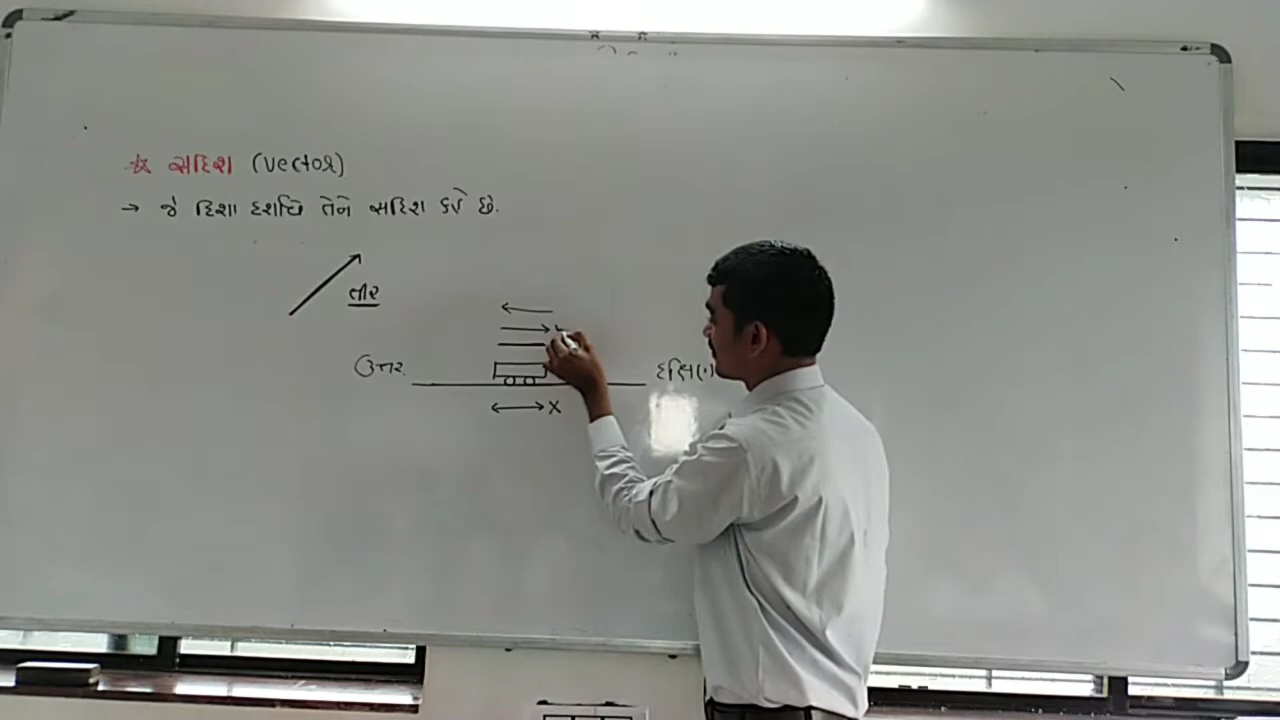 ☆ સદિશ (Vector)
→ જે દિશા દર્શાવે તેને સદિશ કહે છે.
તીર
ઉત્તર.
X